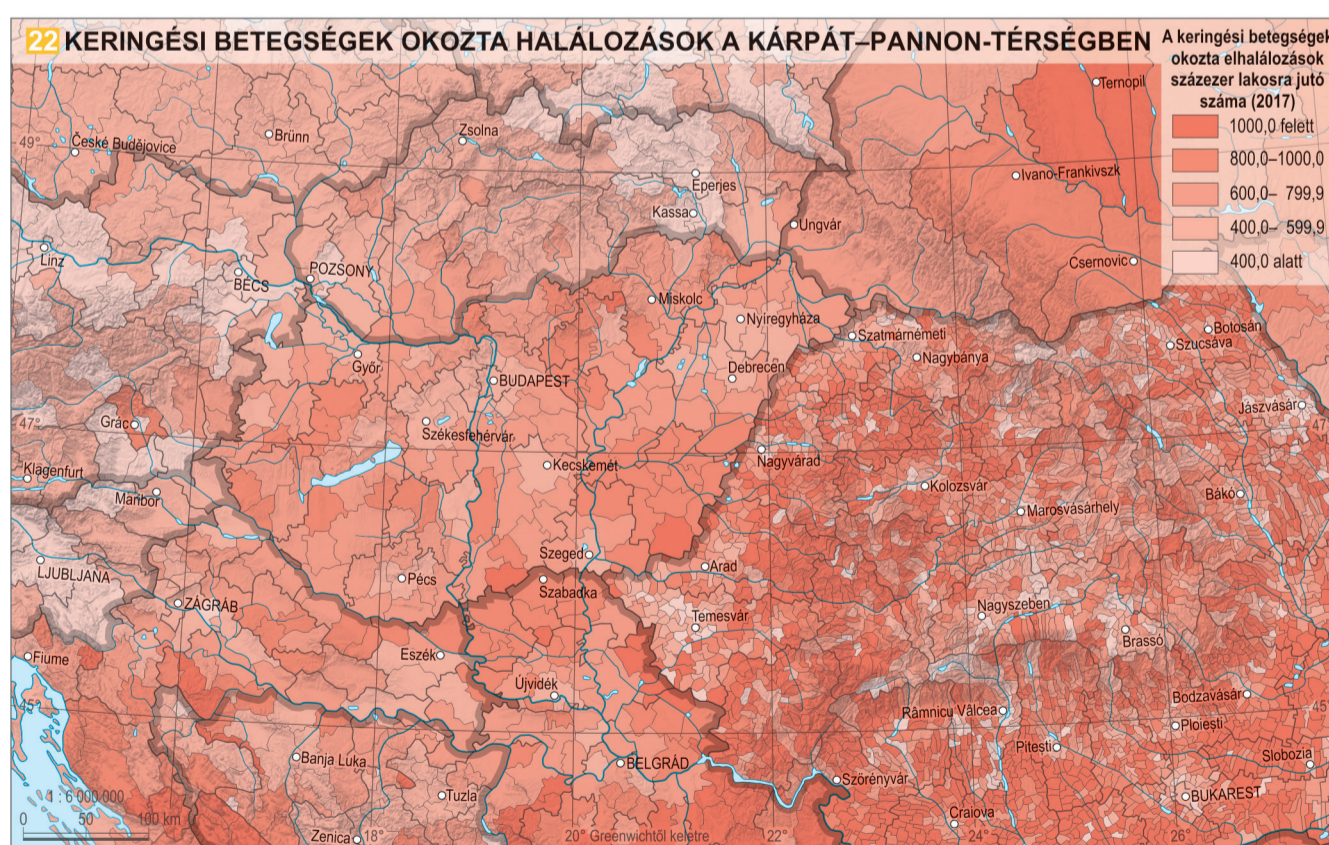 22 KERINGÉSI BETEGSÉGEK OKOZTA HALÁLOZÁSOK A KÁRPÁT–PANNON-TÉRSÉGBEN
A keringési betegségek
okozta elhalálozások
százezer lakosra jutó
száma (2017)
1000,0 felett
800,0–1000,0
600,0– 799,9
400,0– 599,9
400,0 alatt
Ternopil
Brünn
Zsolna
49°
České Budějovice
Ivano-Frankivszk
Eperjes
Kassa
Ungvár
Linz
Csernovic
BÉCS
POZSONY
Miskolc
Nyíregyháza
Szatmárnémeti
Botosán
Szucsáva
Nagybánya
Győr
Debrecen
BUDAPEST
Jászvásár
47°
Grác
Székesfehérvár
47
Klagenfurt
Kecskemét
Nagyvárad
Kolozsvár
Bákó
Maribor
Marosvásárhely
Szeged
LJUBLJANA
Pécs
Arad
Szabadka
ZÁGRÁB
Nagyszeben
Temesvár
Brassó
Fiume
Eszék
Újvidék
Bodzavásár
45°
45°
Râmnicu Vâlcea
Ploiești
Pitești
Banja Luka
BELGRÁD
Slobozia
Szörényvár
1 : 6 000 000
Tuzla
BUKAREST
0 50 100 km
Craiova
Zenica
18°
20° Greenwichtől keletre
22°
24°
26°